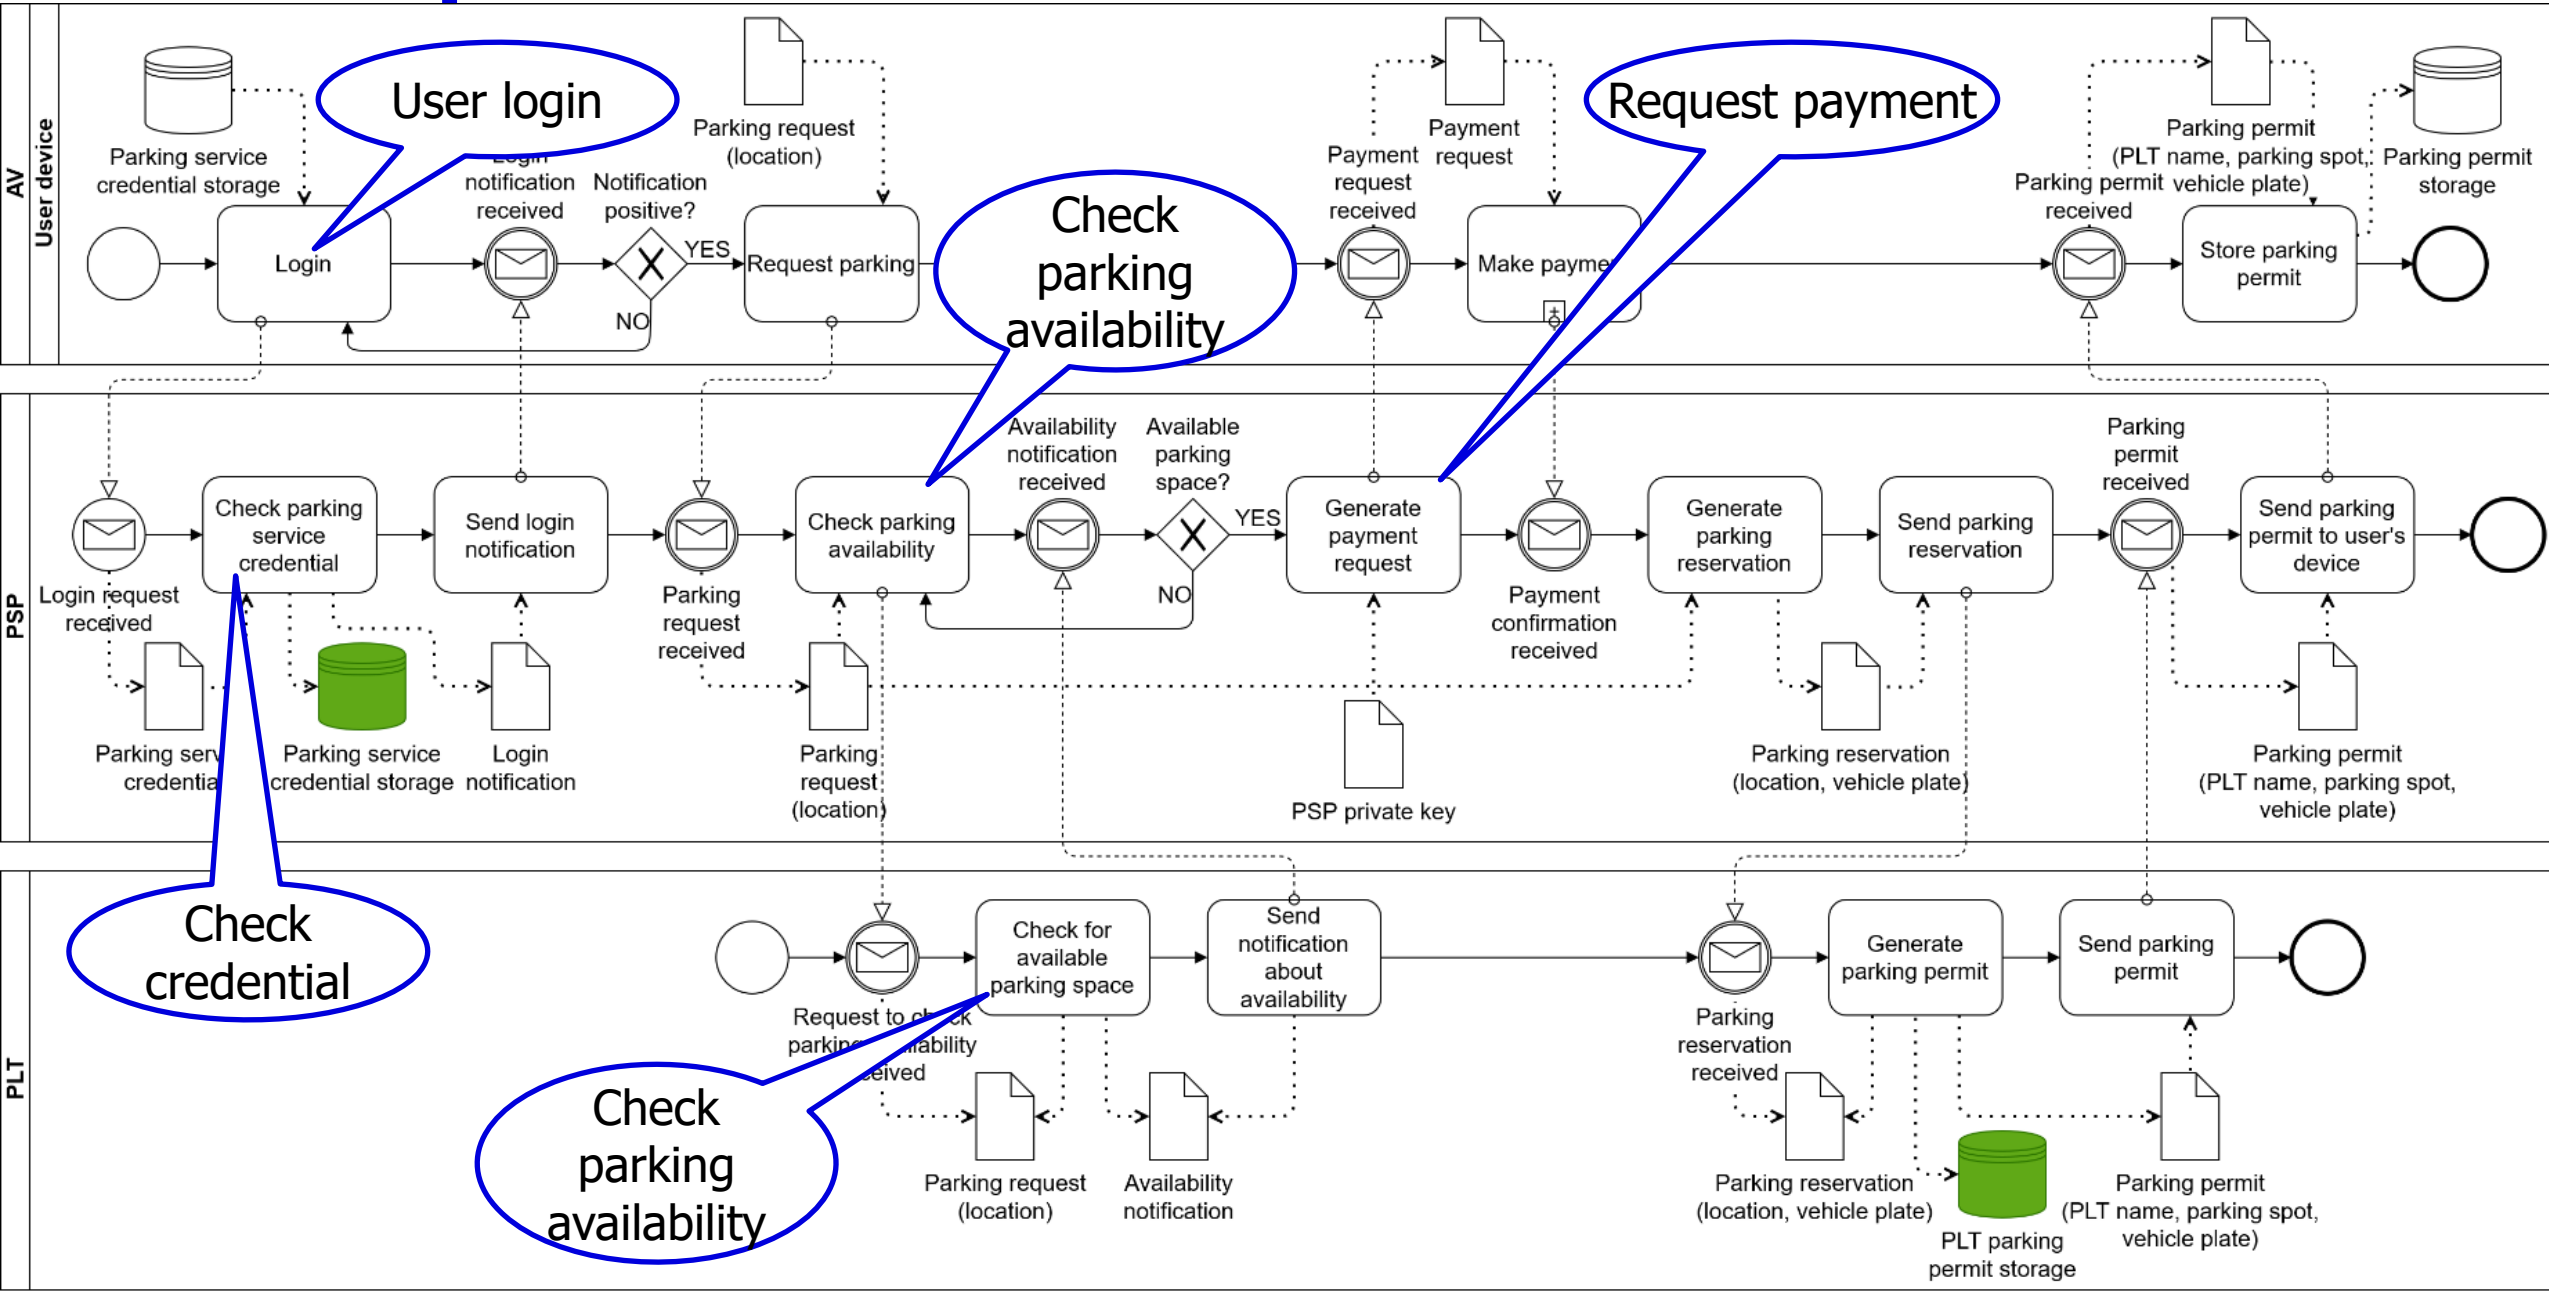 AV
User device
Parking service
credential storage
User login
Login
notification
received
Notification
positive?
Parking request
(location)
Login
YES
NO
Request parking
Check
parking
availability
Payment
request
received
Payment
request
Request payment
Make
Parking permit
(PLT name, parking spot,
vehicle plate)
Parking permit
received
Parking permit
storage
Store parking
permit
PSP
Login request
received
Check parking
service
credential
Send login
notification
Parking
credential
Parking service
credential storage
Login
notification
Parking
request
received
Check parking
availability
Parking
request
(location)
Availability
notification
received
Available
parking
space?
YES
NO
Generate
payment
request
PSP private key
Payment
confirmation
received
Generate
parking
reservation
Send parking
reservation
Parking reservation
(location, vehicle plate)
Parking
permit
received
Send parking
permit to user's
device
Parking permit
(PLT name, parking spot,
vehicle plate)
Check
credential
PLT
Request to check
parking
Check for
available
parking space
Send
notification
about
availability
Check
parking
availability
Parking request
(location)
Availability
notification
Parking
reservation
received
Generate
parking permit
Send parking
permit
Parking reservation
(location, vehicle plate)
PLT parking
permit storage
Parking permit
(PLT name, parking spot,
vehicle plate)